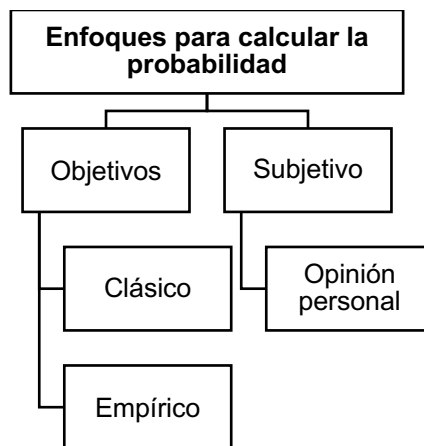 Enfoques para calcular la
probabilidad
Objetivos
Subjetivo
Clásico
Opinión
personal
Empírico